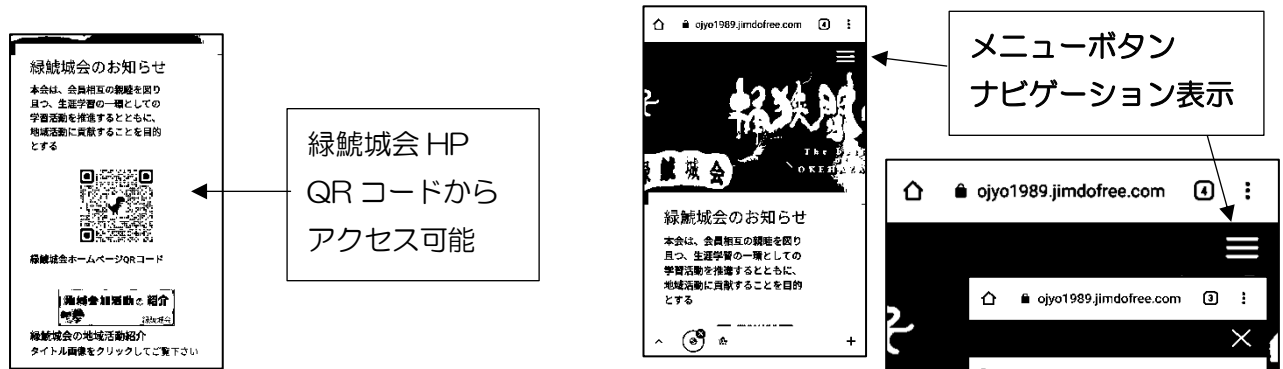 緑鯱城会のお知らせ
本会は、会員相互の親睦を図り
且つ、生涯学習の一環としての
学習活動を推進するとともに、
地域活動に貢献することを目的
とする
緑鯱城会ホームページQRコード
緑鯱城会の地域活動紹介
タイトル画像をクリックしてご覧下さい
緑鯱城会 HP
QR コードから
アクセス可能
ojyo1989.jimdofree.com
4
The
緑鯱城会
緑鯱城会のお知らせ
本会は、会員相互の親睦を図り
且つ、生涯学習の一環としての
学習活動を推進するとともに、
地域活動に貢献することを目的
とする
メニューボタン
ナビゲーション表示
ojyo1989.jimdofree.com
4
ojyo1989.jimdofree.com
3